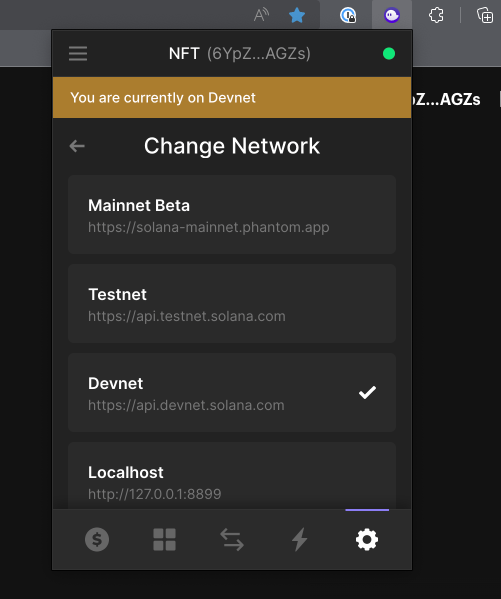 NFT (6YpZ...AGZs)
You are currently on Devnet
pZ...AGZs
Change Network
Mainnet Beta
https://solana-mainnet.phantom.app
Testnet
https://api.testnet.solana.com
Devnet
https://api.devnet.solana.com
Localhost
http://127.0.0.1:8899